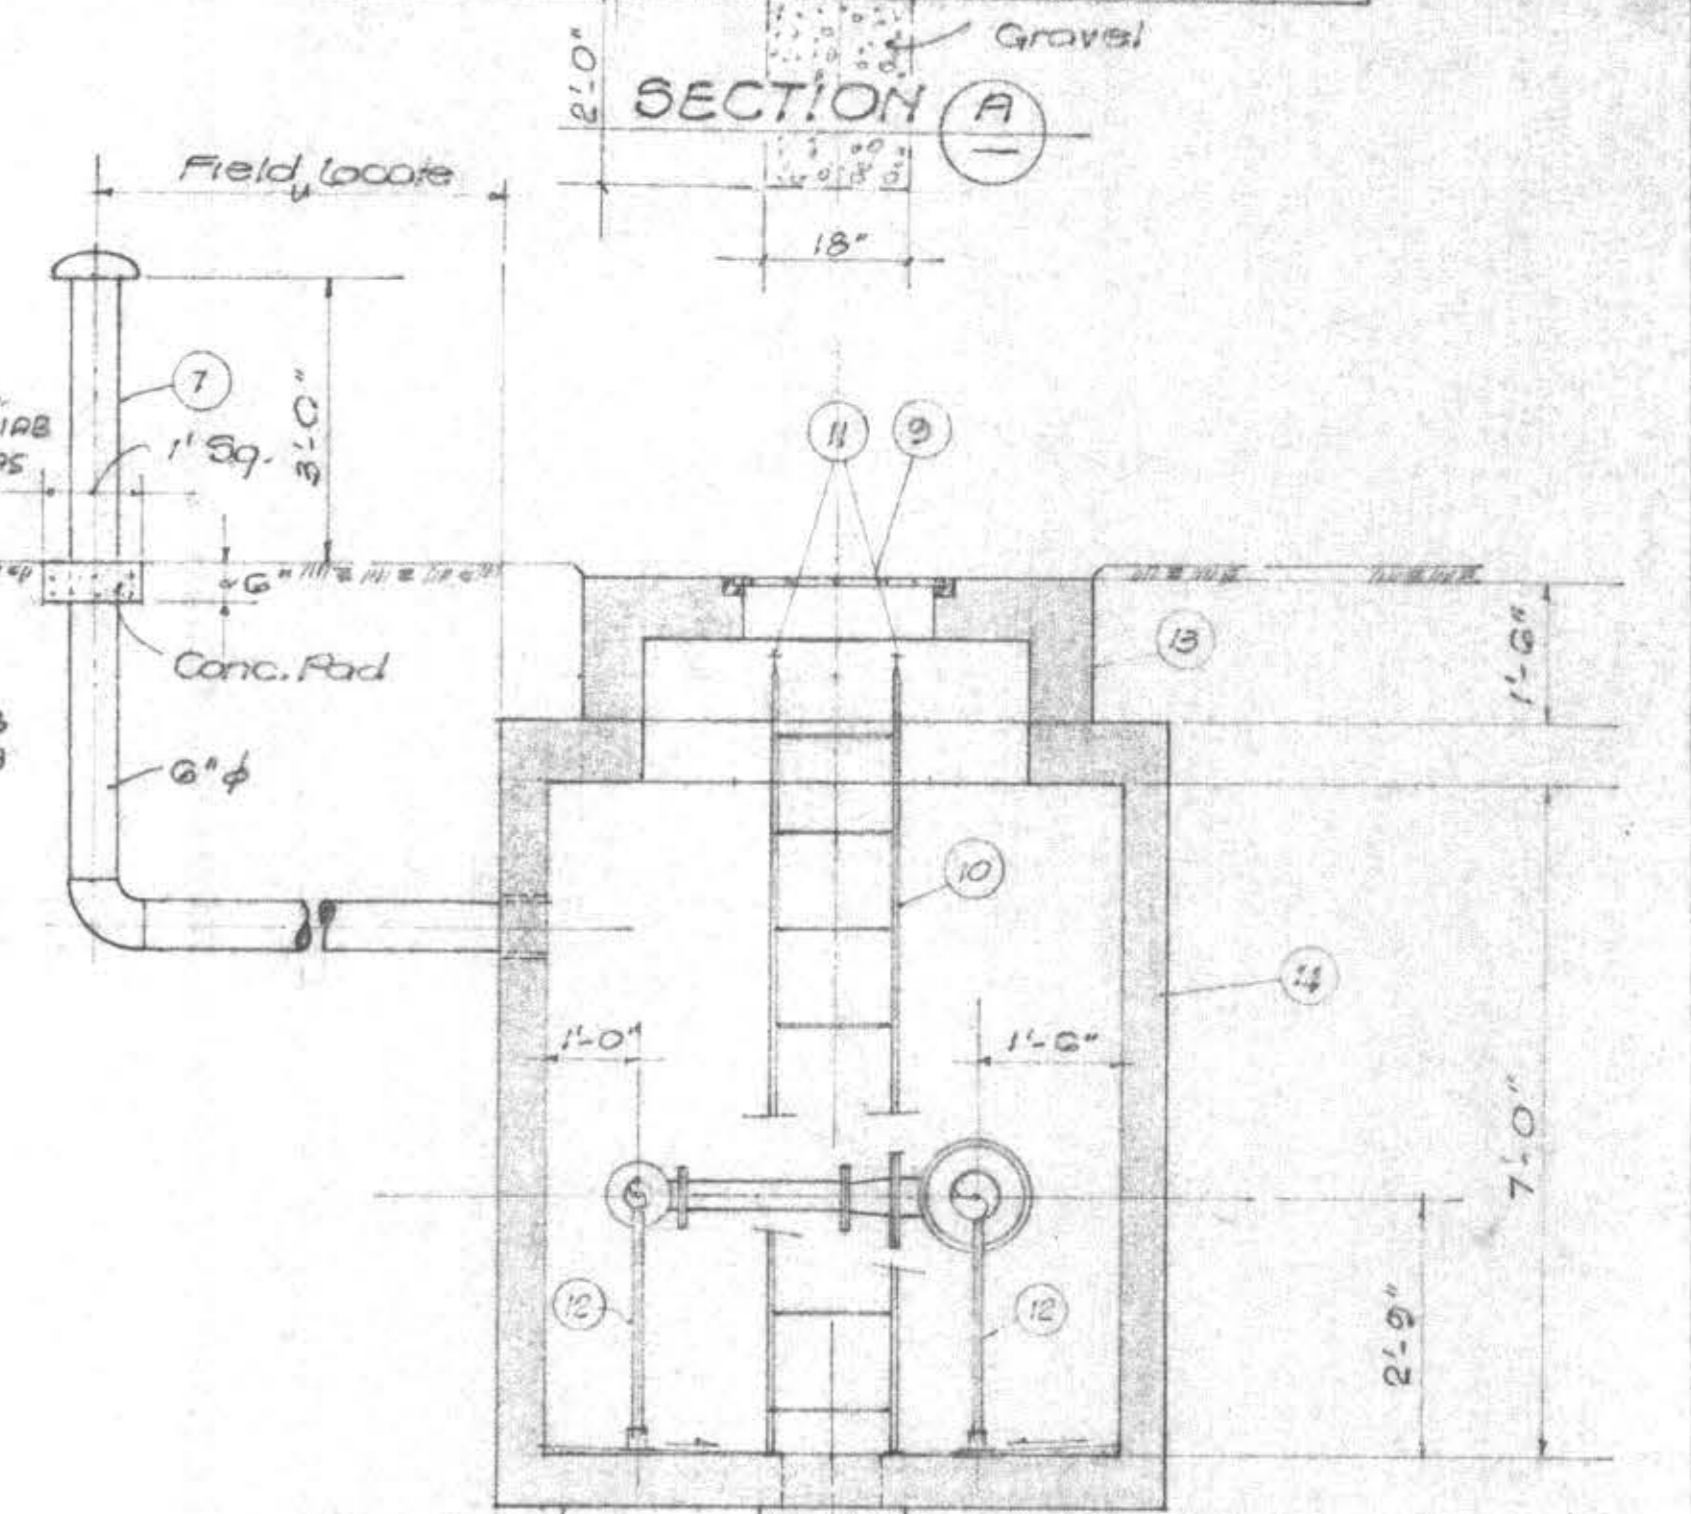 Gravel
2'-0"
SECTION A
Field Locate
18"
7
11
9
1' Sq.
3'-0"
6"
13
1'-6"
Conc. Pad
6"ϕ
10
14
1'-0"
1'-6"
7'-0"
12
12
2'-9"